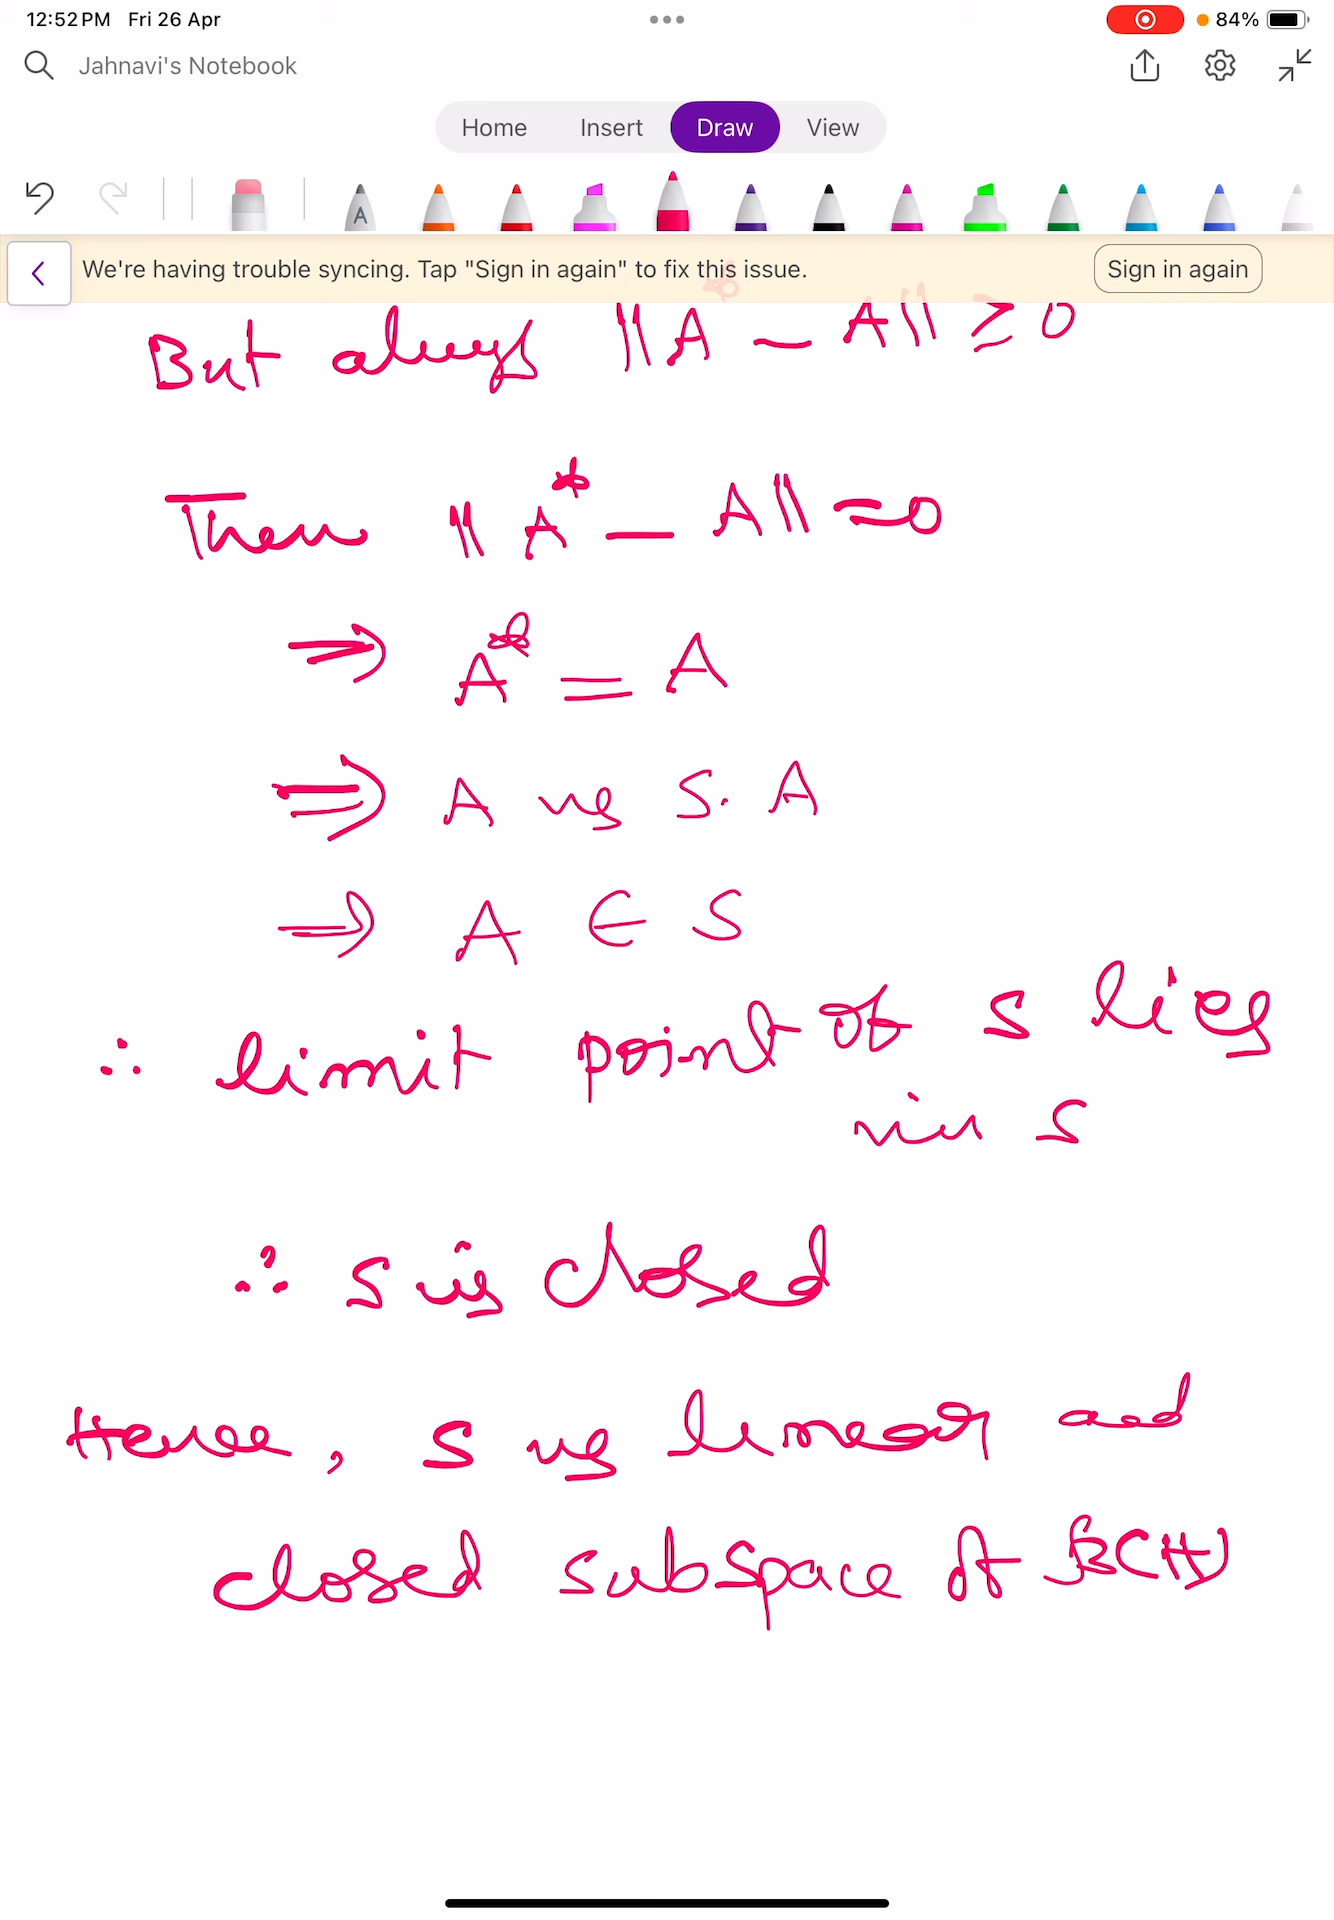 12:52 PM Fri 26 Apr
84%
Jahnavi's Notebook
Home Insert Draw View
A
We're having trouble syncing. Tap "Sign in again" to fix this issue. Sign in again
But always ||A* - A|| ≥ 0
Then ||A* - A|| = 0
⇒ A* = A
⇒ A is S.A
⇒ A ∈ S
∴ limit point of S lies
in S
∴ S is closed
Hence, S is linear and
closed subspace of B(H)